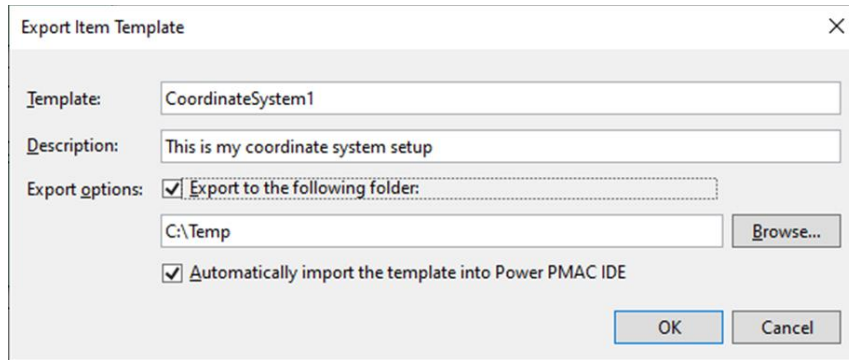 Export Item Template
Template: CoordinateSystem1
Description: This is my coordinate system setup
Export options: Export to the following folder:
C:\Temp Browse...
Automatically import the template into Power PMAC IDE
OK Cancel